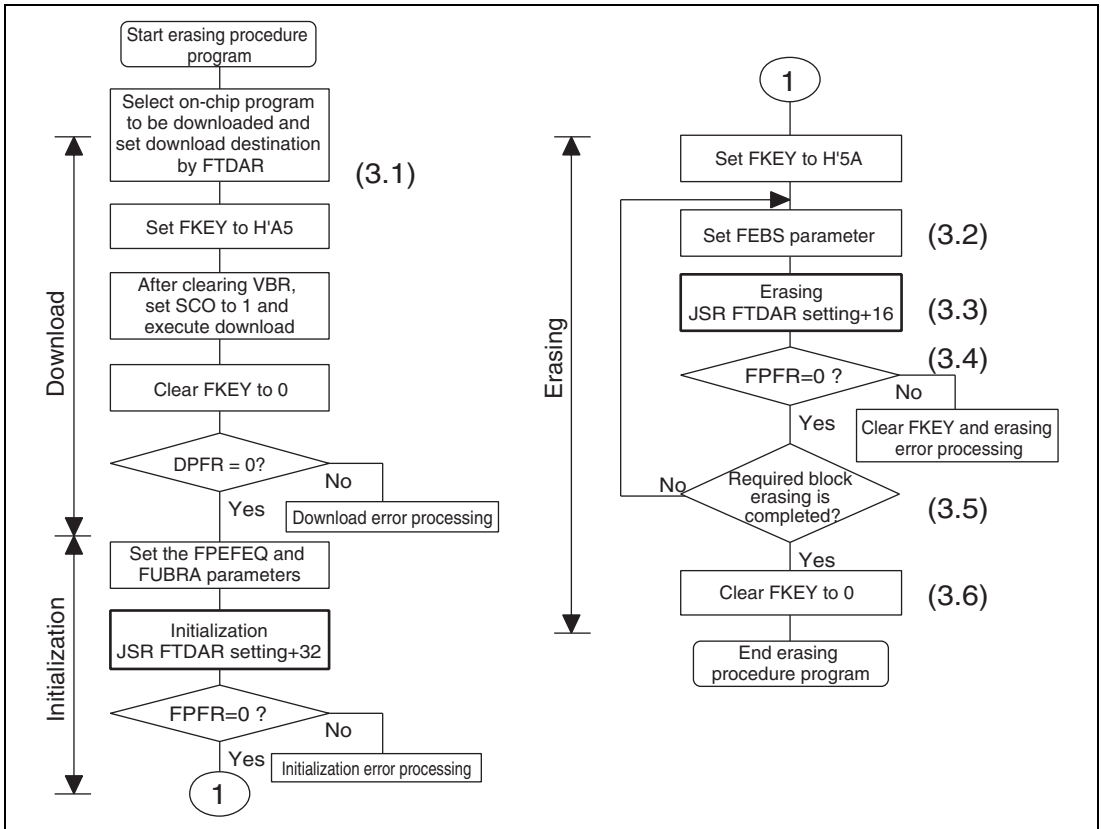 Start erasing procedure
program
Select on-chip program
to be downloaded and
set download destination
by FTDAR
(3.1)
Set FKEY to H'A5
After clearing VBR,
set SCO to 1 and
execute download
Clear FKEY to 0
DPFR = 0?
No
Yes
Download error processing
Download
Set the FPEFEQ and
FUBRA parameters
Initialization
JSR FTDAR setting+32
FPFR=0 ?
No
Yes
Initialization error processing
Initialization
1
1
Set FKEY to H'5A
Set FEBS parameter
(3.2)
Erasing
JSR FTDAR setting+16
(3.3)
(3.4)
FPFR=0 ?
No
Yes
Clear FKEY and erasing
error processing
Required block
erasing is
completed?
No
(3.5)
Yes
Clear FKEY to 0
(3.6)
Erasing
End erasing
procedure program